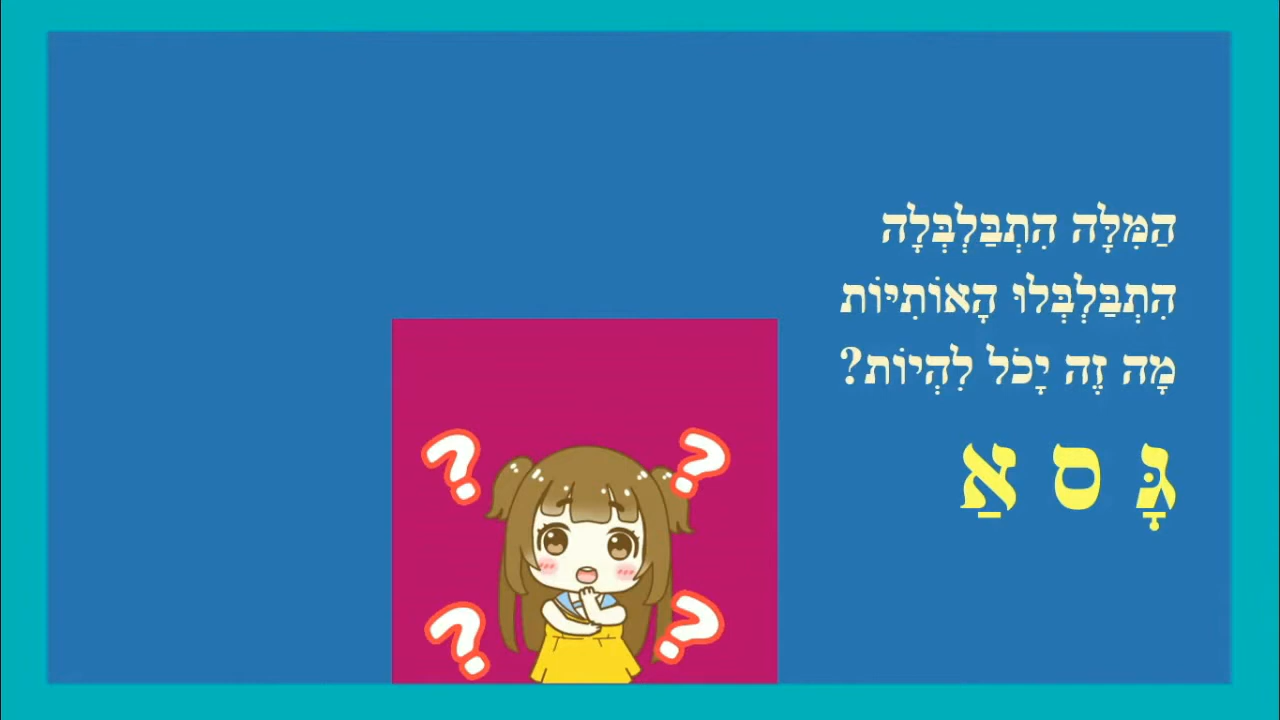 הַמִּלָּה הִתְבַּלְבְּלָה
הִתְבַּלְבְּלוּ הָאוֹתִיּוֹת
מָה זֶה יָכֹל לִהְיוֹת?
גָּ ס אַ